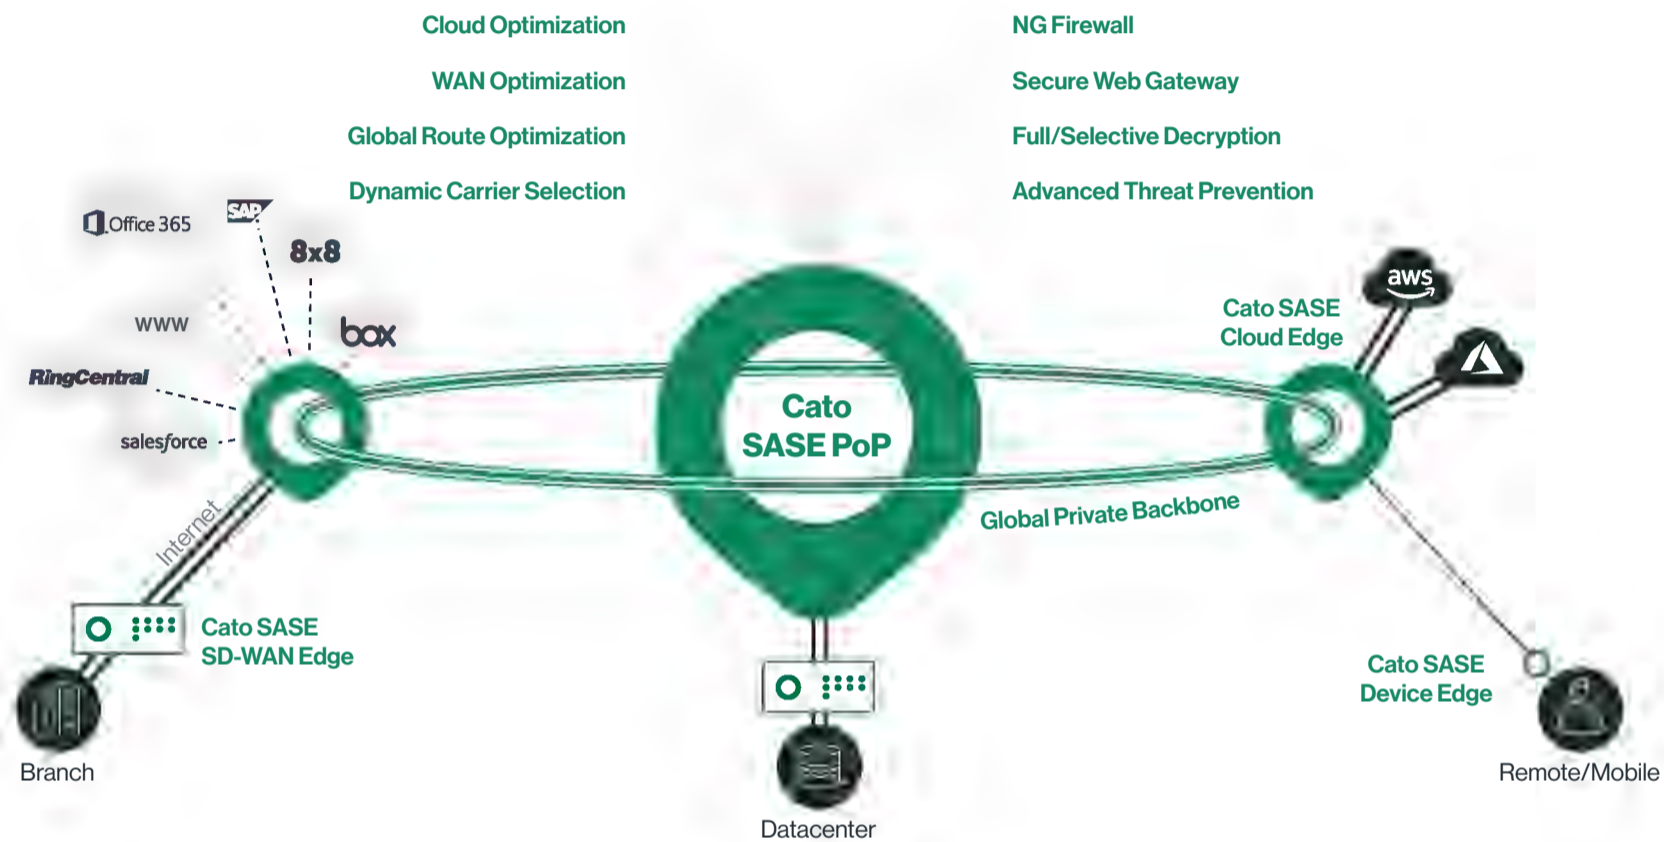 Cloud Optimization
WAN Optimization
Global Route Optimization
Dynamic Carrier Selection
NG Firewall
Secure Web Gateway
Full/Selective Decryption
Advanced Threat Prevention
Office 365
SAP
8x8
www
box
RingCentral
salesforce
Internet
Cato SASE
SD-WAN Edge
Branch
Cato
SASE PoP
Global Private Backbone
Datacenter
aws
Cato SASE
Cloud Edge
Cato SASE
Device Edge
Remote/Mobile